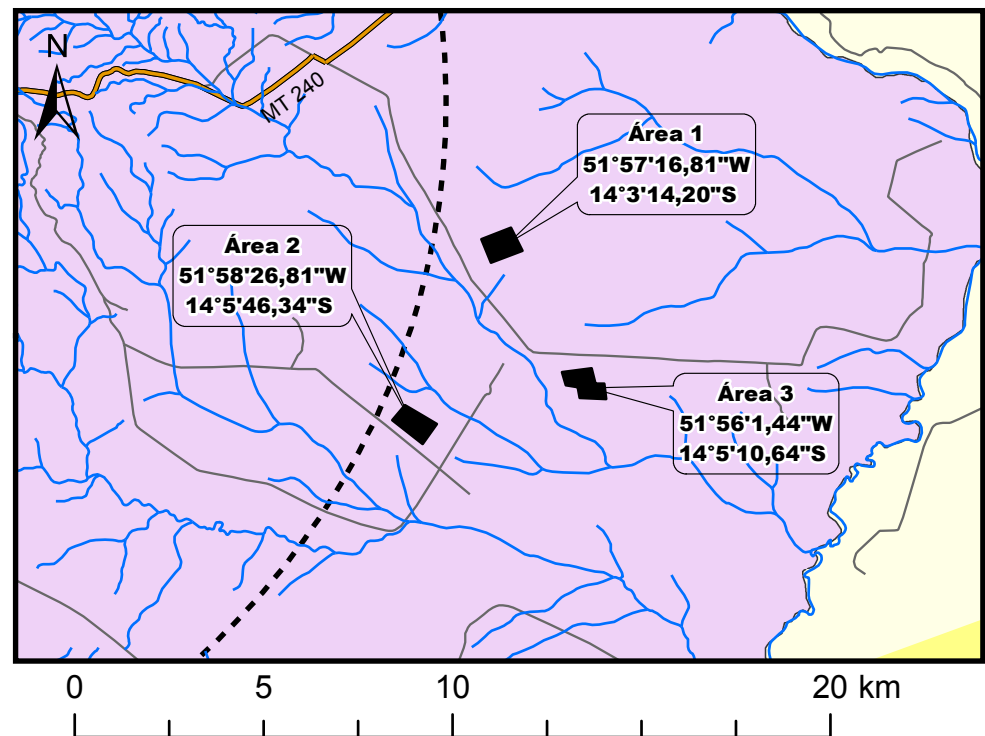 N
MT 240
Área 1
51°57'16,81"W
14°3'14,20"S
Área 2
51°58'26,81"W
14°5'46,34"S
Área 3
51°56'1,44"W
14°5'10,64"S
0 5 10 20 km